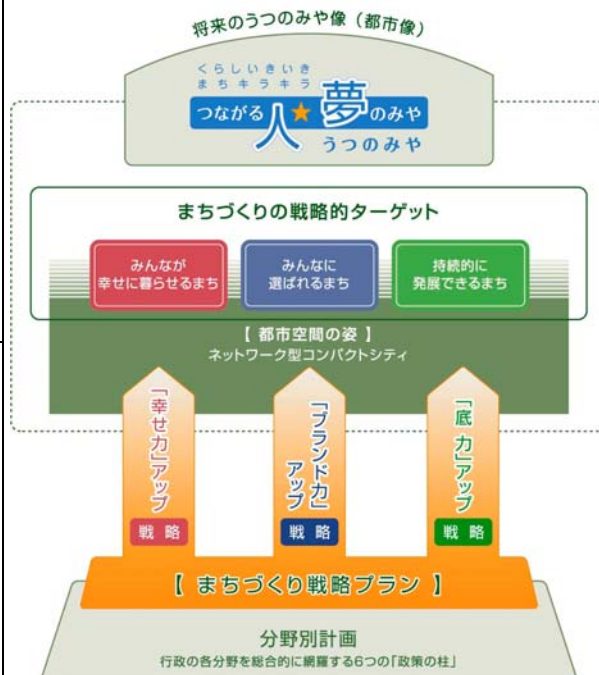 将来のうつのみや像（都市像）
くらしいきいき
まちキラキラ
つながる人★夢のみや
うつのみや
まちづくりの戦略的ターゲット
みんなが
幸せに暮らせるまち
みんなに
選ばれるまち
持続的に
発展できるまち
【 都市空間の姿 】
ネットワーク型コンパクトシティ
「幸せ力」アップ
戦略
「ブランド力」
アップ
戦略
「底力」アップ
戦略
【 まちづくり戦略プラン 】
分野別計画
行政の各分野を総合的に網羅する6つの「政策の柱」